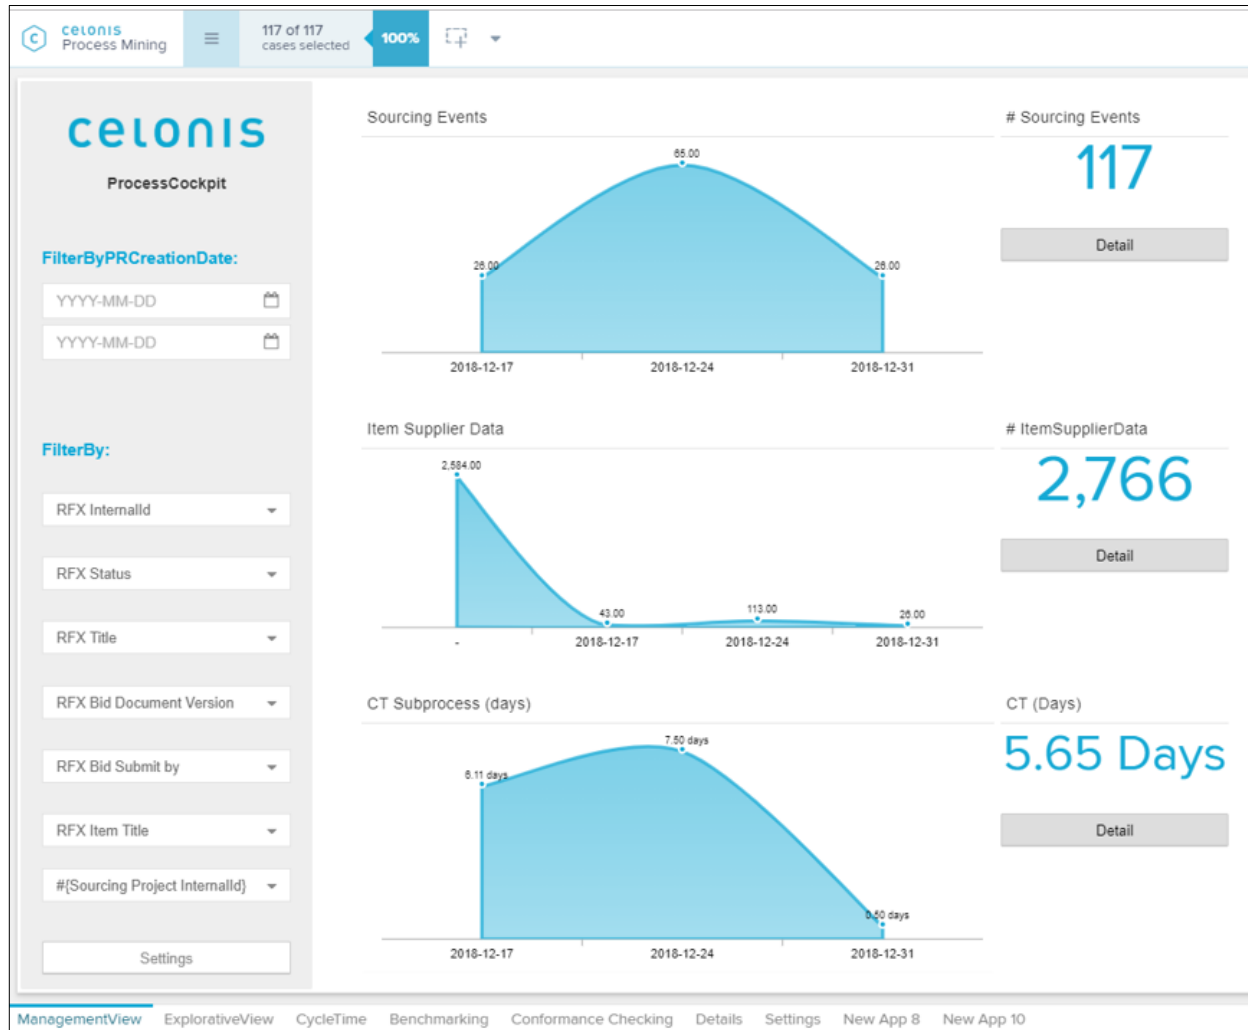 celonis
Process Mining
117 of 117
cases selected
100%
celonis
ProcessCockpit
FilterByPRCreationDate:
YYYY-MM-DD
YYYY-MM-DD
FilterBy:
RFX InternalId
RFX Status
RFX Title
RFX Bid Document Version
RFX Bid Submit by
RFX Item Title
#{Sourcing Project InternalId}
Settings
Sourcing Events
65.00
26.00
26.00
2018-12-17
2018-12-24
2018-12-31
# Sourcing Events
117
Detail
Item Supplier Data
2,584.00
43.00
113.00
26.00
-
2018-12-17
2018-12-24
2018-12-31
# ItemSupplierData
2,766
Detail
CT Subprocess (days)
7.50 days
6.11 days
0.50 days
2018-12-17
2018-12-24
2018-12-31
CT (Days)
5.65 Days
Detail
ManagementView
ExplorativeView
CycleTime
Benchmarking
Conformance Checking
Details
Settings
New App 8
New App 10